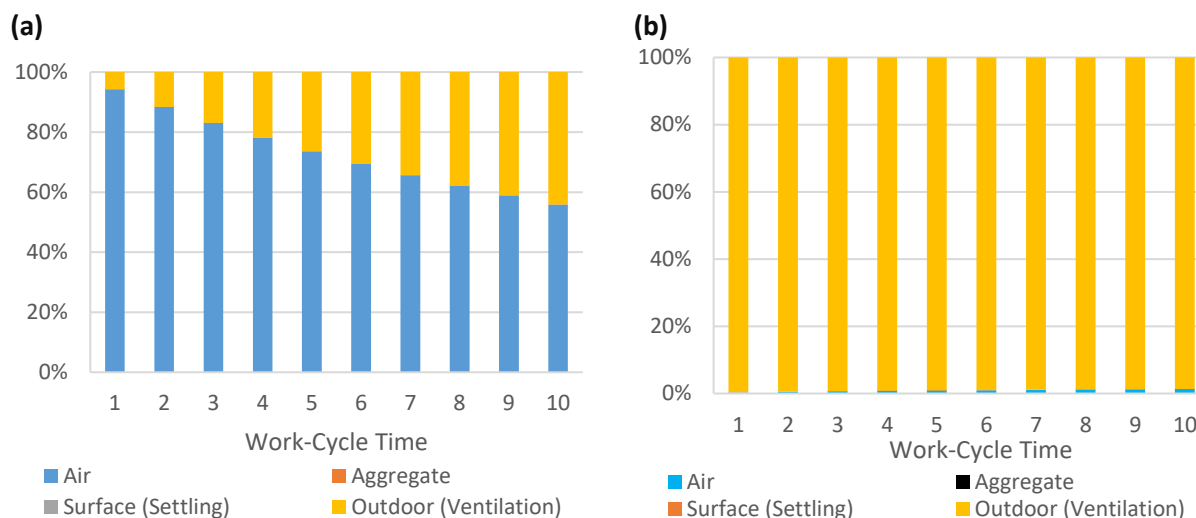 (a)
100%
80%
60%
40%
20%
0%
1 2 3 4 5 6 7 8 9 10
Work-Cycle Time
Air Aggregate
Surface (Settling) Outdoor (Ventilation)
(b)
100%
80%
60%
40%
20%
0%
1 2 3 4 5 6 7 8 9 10
Work-Cycle Time
Air Aggregate
Surface (Settling) Outdoor (Ventilation)